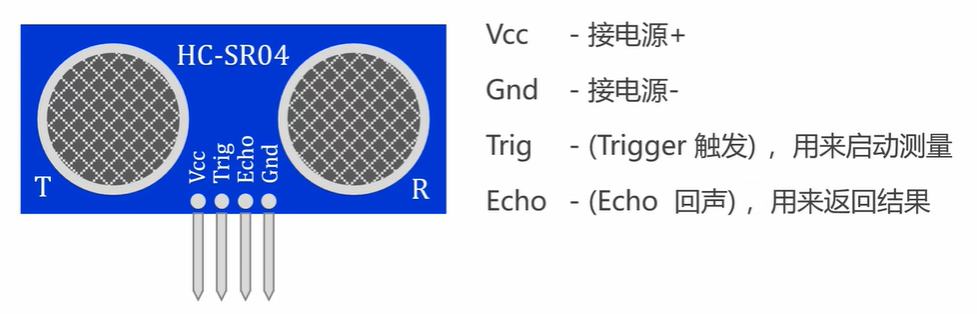 HC-SR04
Vcc
Trig
Echo
Gnd
T
R
Vcc - 接电源+
Gnd - 接电源-
Trig - (Trigger 触发) ，用来启动测量
Echo - (Echo 回声) ，用来返回结果